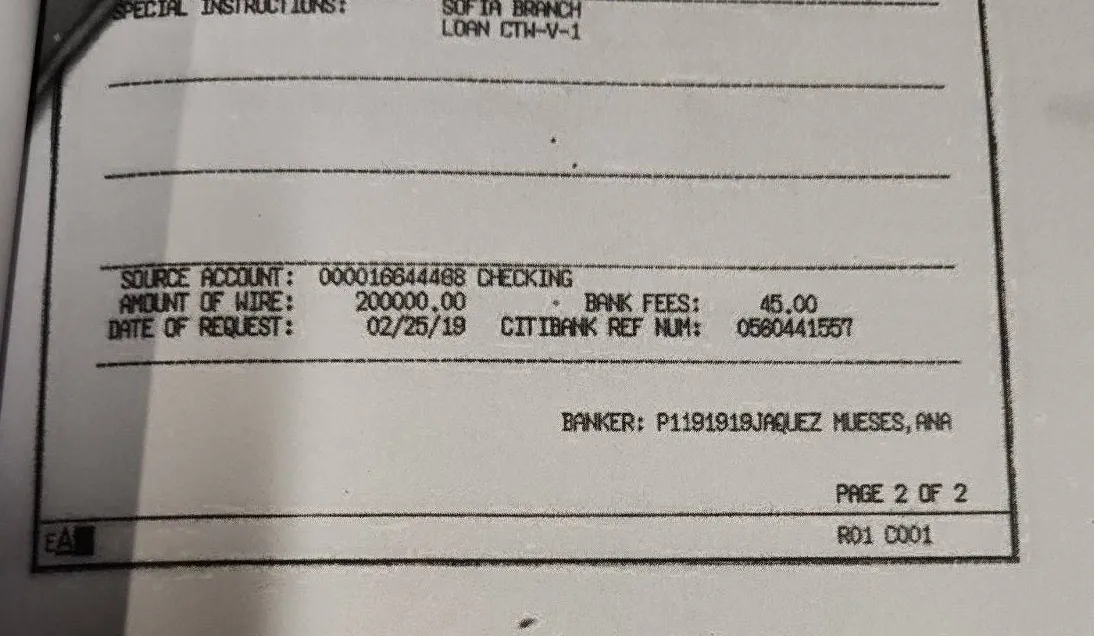 SPECIAL INSTRUCTIONS: SOFIA BRANCH
LOAN CTW-V-1
SOURCE ACCOUNT: 000016644468 CHECKING
AMOUNT OF WIRE: 200000.00 BANK FEES: 45.00
DATE OF REQUEST: 02/25/19 CITIBANK REF NUM: 0560441557
BANKER: P1191919JAQUEZ MUESES,ANA
PAGE 2 OF 2
EA R01 C001